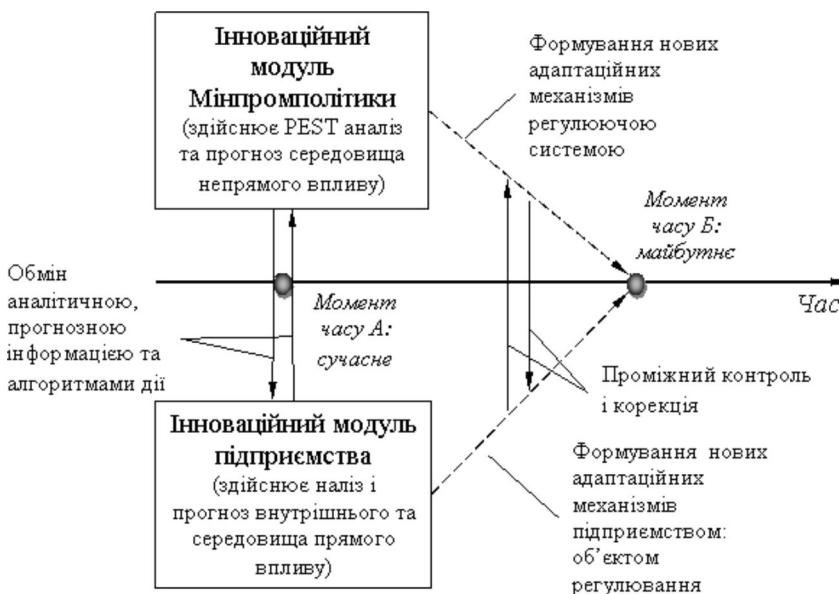 Інноваційний
модуль
Мінпромполітики
(здійснює PEST аналіз
та прогноз середовища
непрямого впливу)
Формування нових
адаптаційних
механізмів
регулюючою
системою
Момент
часу Б:
майбутнє
Обмін
аналітичною,
прогнозною
інформацією та
алгоритмами дії
Момент
часу А:
сучасне
Час
Проміжний контроль
і корекція
Інноваційний модуль
підприємства
(здійснює наліз і
прогноз внутрішнього та
середовища прямого
впливу)
Формування нових
адаптаційних
механізмів
підприємством:
об’єктом
регулювання